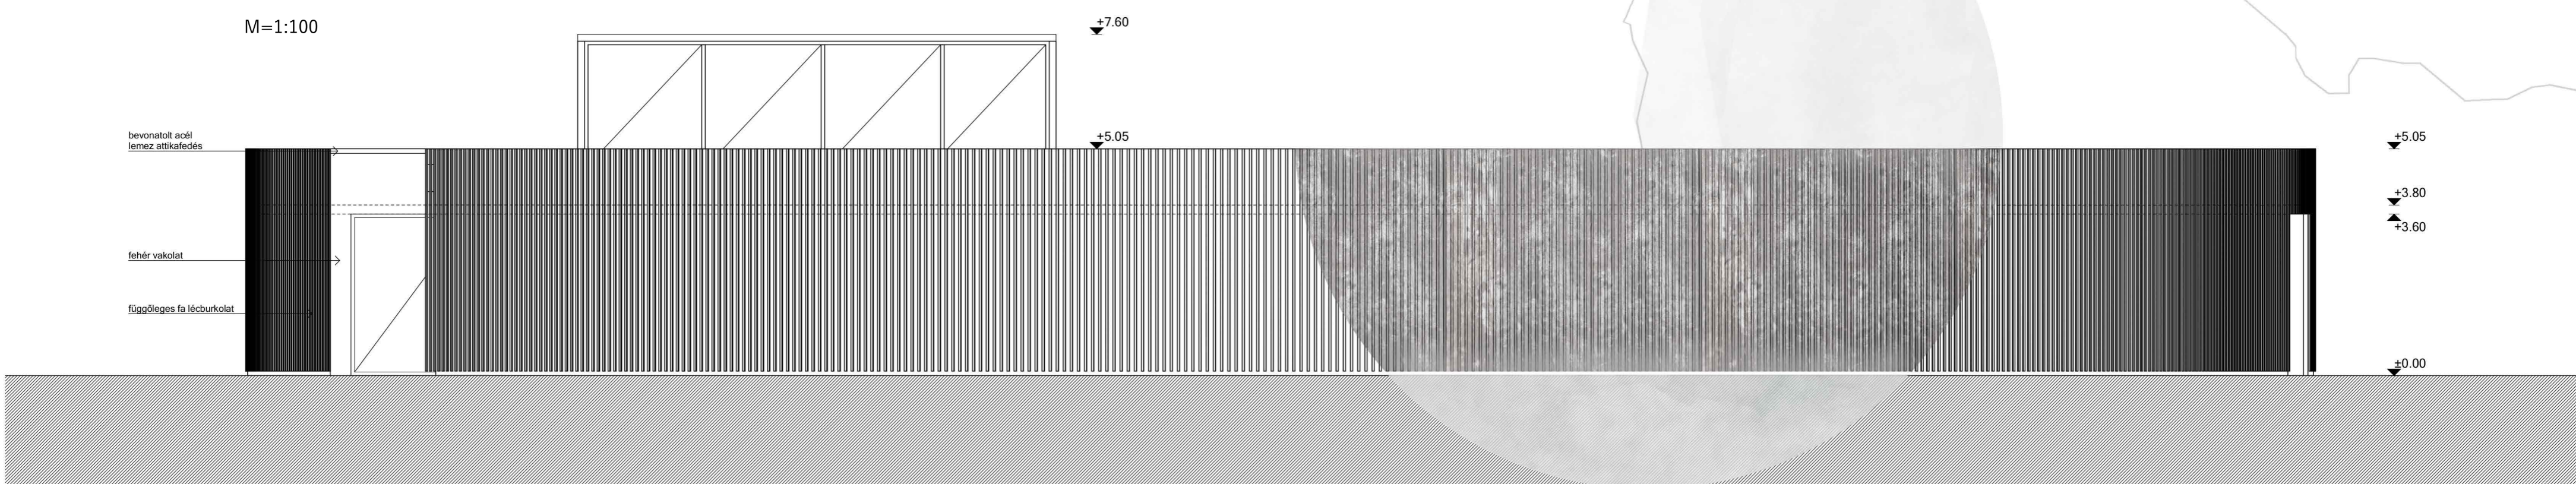 M=1:100
+7.60
bevonatolt acél
lemez attikafedés
+5.05
+5.05
+3.80
+3.60
fehér vakolat
függőleges fa lécburkolat
±0.00